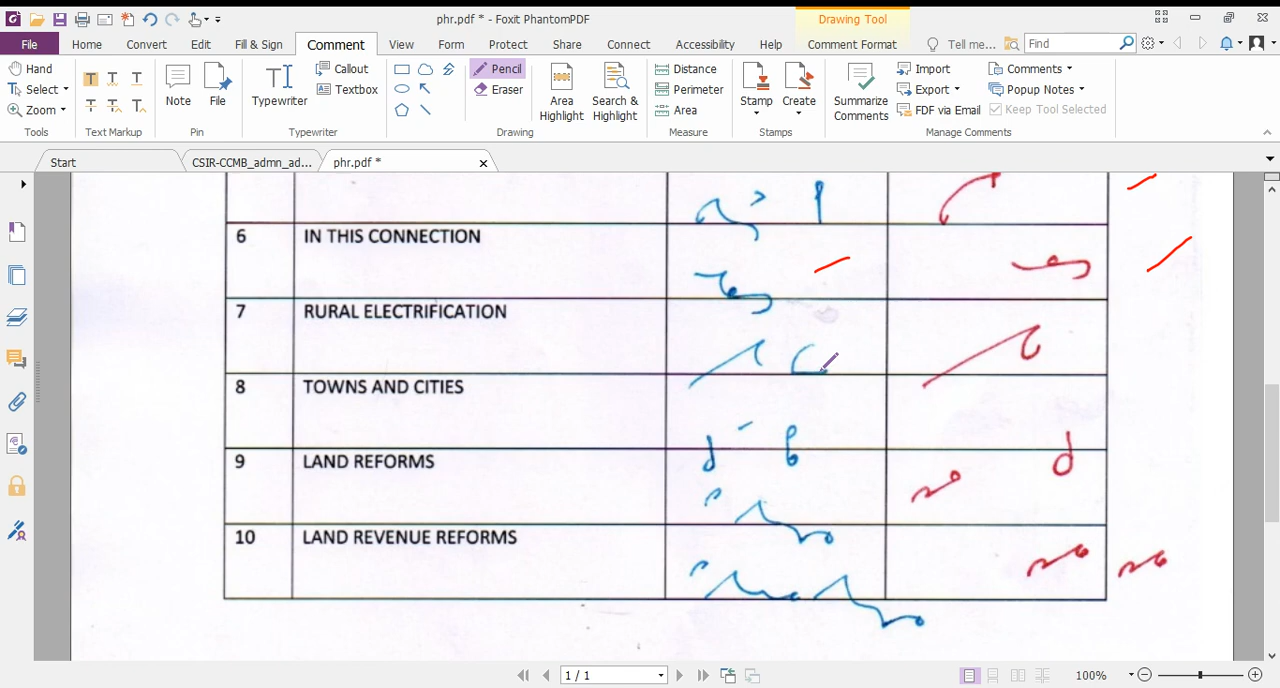 phr.pdf * - Foxit PhantomPDF
Drawing Tool
File Home Convert Edit Fill & Sign Comment View Form Protect Share Connect Accessibility Help Comment Format Tell me... Find
Hand
Select
Zoom
Tools
Text Markup
Note
File
Pin
Typewriter
Callout
Textbox
Typewriter
Pencil
Eraser
Drawing
Area Highlight
Search & Highlight
Distance
Perimeter
Area
Measure
Stamp
Create
Stamps
Summarize Comments
Import
Export
FDF via Email
Comments
Popup Notes
Keep Tool Selected
Manage Comments
Start CSIR-CCMB_admn_ad... phr.pdf *
6 IN THIS CONNECTION
7 RURAL ELECTRIFICATION
8 TOWNS AND CITIES
9 LAND REFORMS
10 LAND REVENUE REFORMS
1 / 1 100%